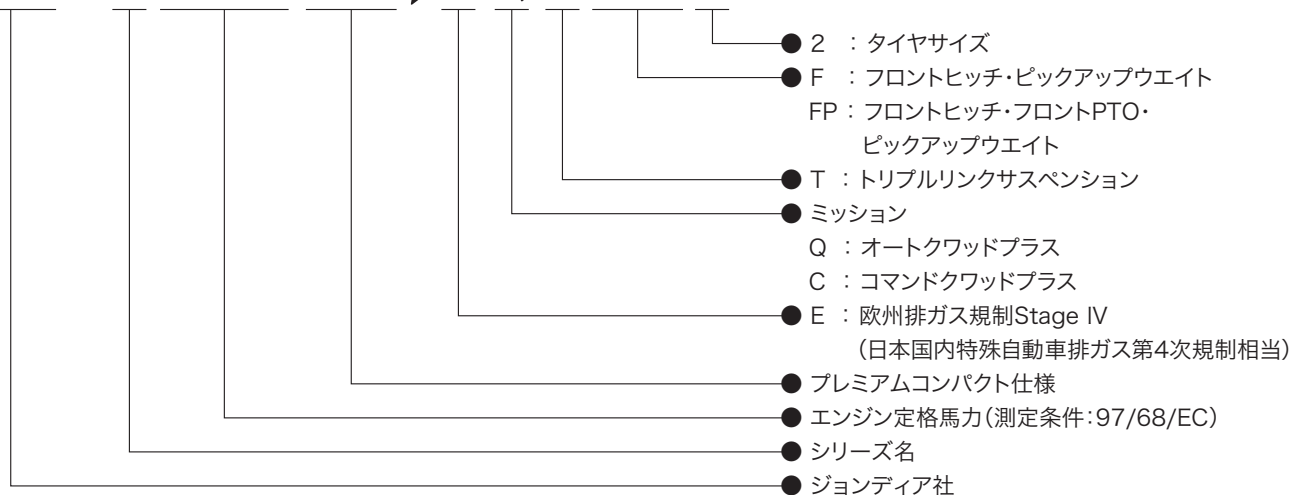 2 : タイヤサイズ
F : フロントヒッチ・ピックアップウエイト
FP : フロントヒッチ・フロントPTO・
ピックアップウエイト
T : トリプルリンクサスペンション
ミッション
Q : オートクワッドプラス
C : コマンドクワッドプラス
E : 欧州排ガス規制Stage Ⅳ
(日本国内特殊自動車排ガス第4次規制相当)
プレミアムコンパクト仕様
エンジン定格馬力(測定条件:97/68/EC)
シリーズ名
ジョンディア社